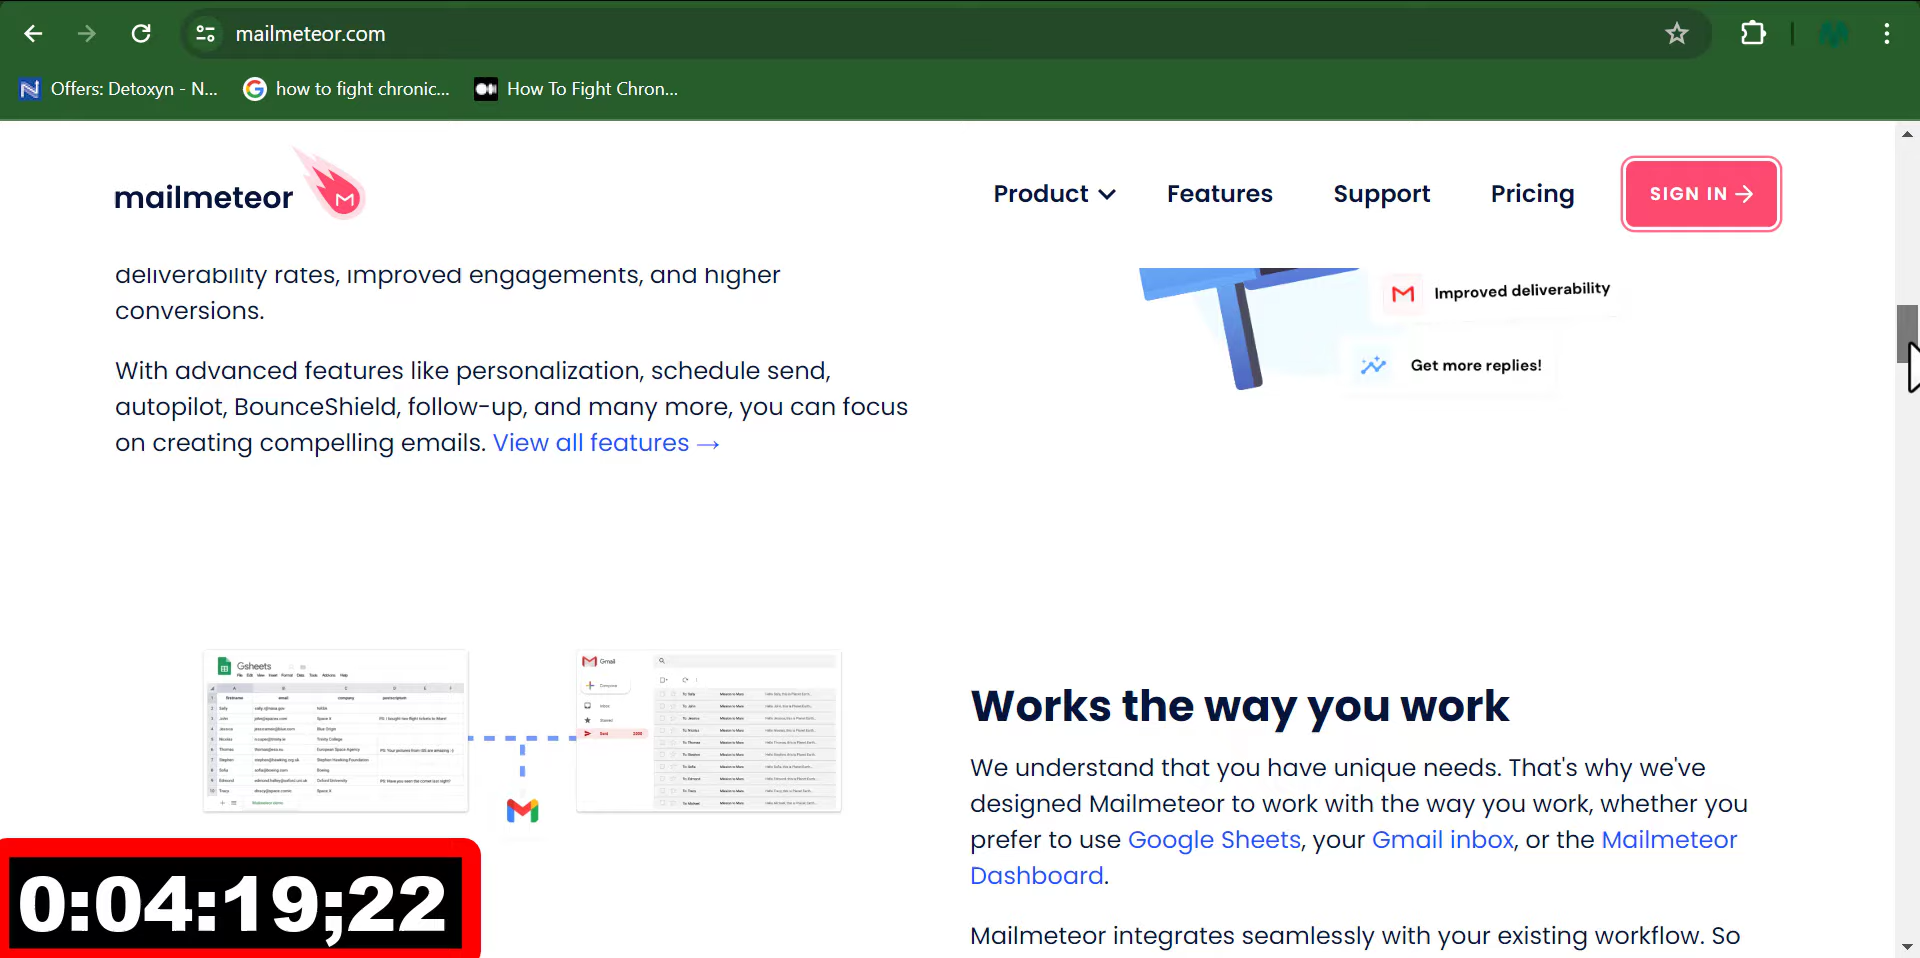 mailmeteor.com
Offers: Detoxyn - N...
how to fight chronic...
How To Fight Chron...
mailmeteor
Product
Features
Support
Pricing
SIGN IN →
deliverability rates, improved engagements, and higher
conversions.
With advanced features like personalization, schedule send,
autopilot, BounceShield, follow-up, and many more, you can focus
on creating compelling emails. View all features →
Improved deliverability
Get more replies!
Gsheets
Gmail
Compose
Works the way you work
We understand that you have unique needs. That's why we've
designed Mailmeteor to work with the way you work, whether you
prefer to use Google Sheets, your Gmail inbox, or the Mailmeteor
Dashboard.
Mailmeteor integrates seamlessly with your existing workflow. So
0:04:19;22